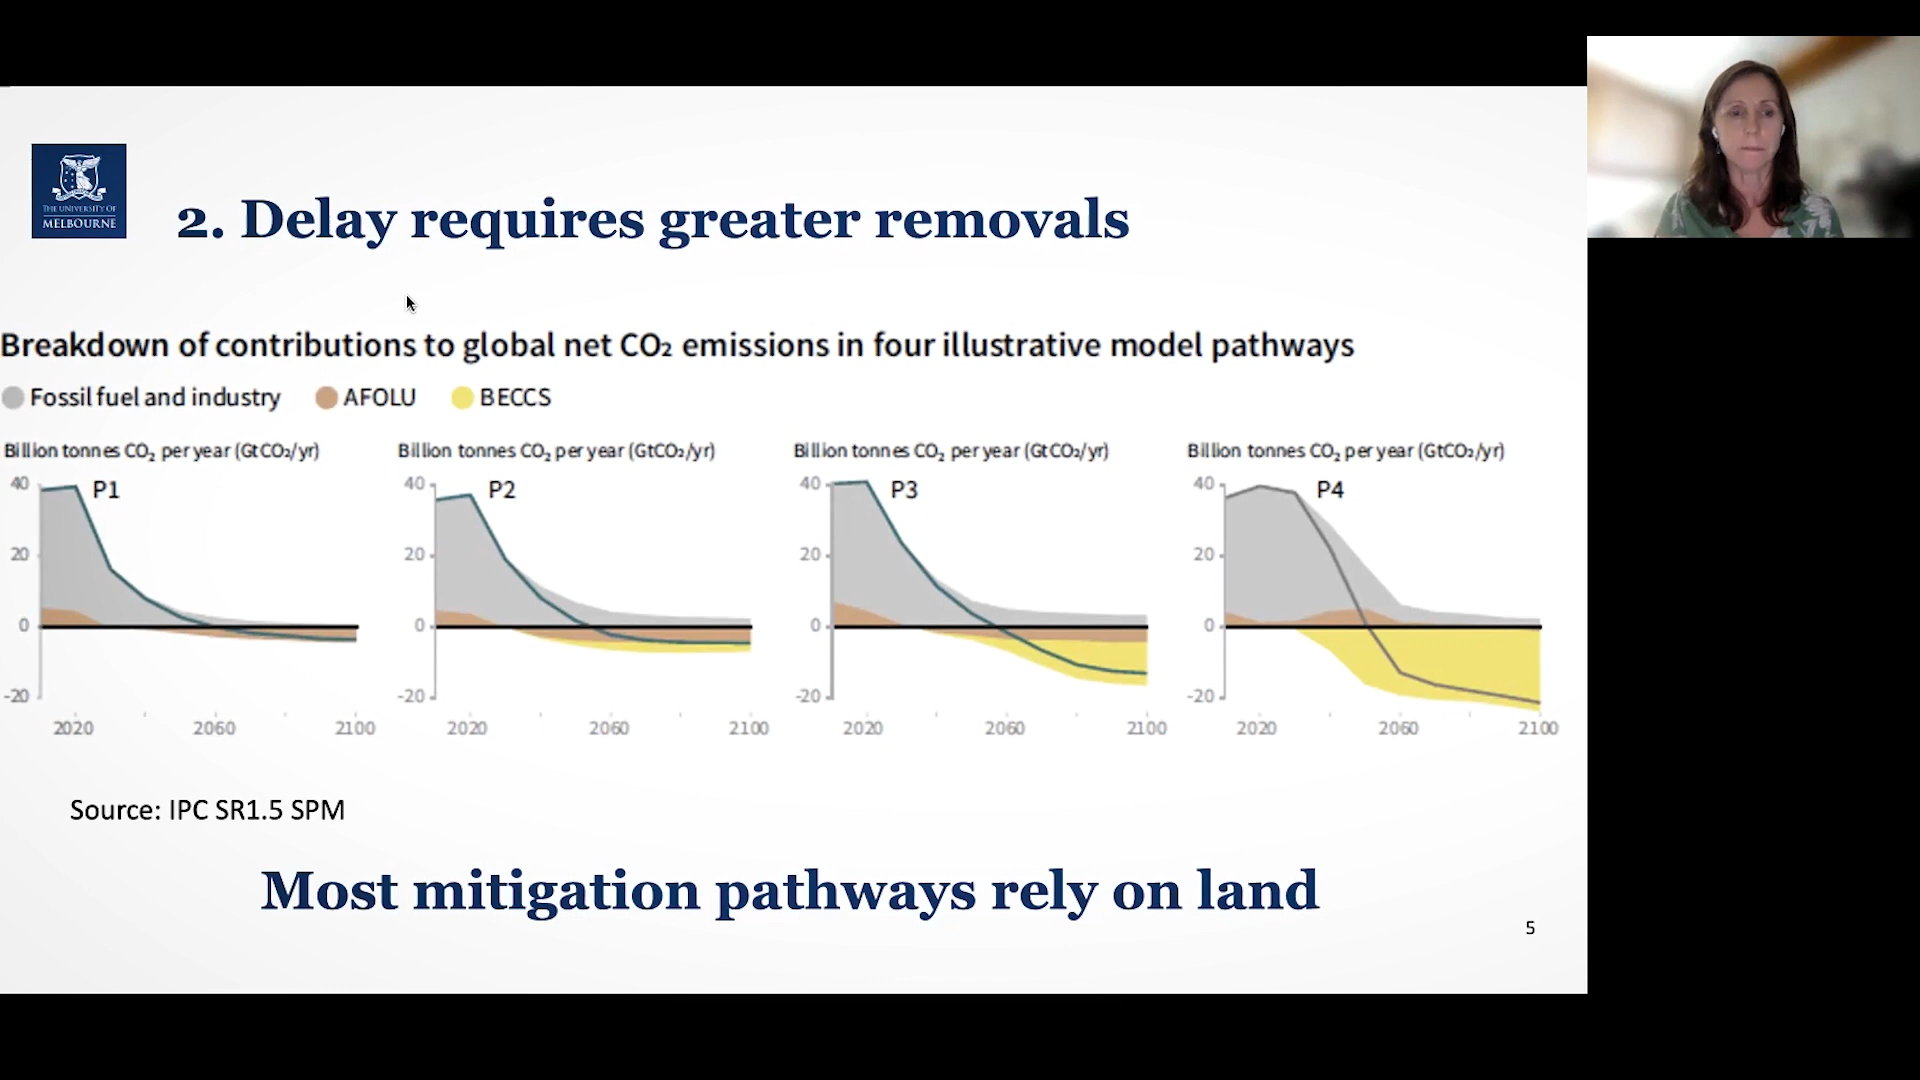 THE UNIVERSITY OF
MELBOURNE
2. Delay requires greater removals
Breakdown of contributions to global net CO₂ emissions in four illustrative model pathways
Fossil fuel and industry AFOLU BECCS
Billion tonnes CO₂ per year (GtCO₂/yr) Billion tonnes CO₂ per year (GtCO₂/yr) Billion tonnes CO₂ per year (GtCO₂/yr) Billion tonnes CO₂ per year (GtCO₂/yr)
40 P1 40 P2 40 P3 40 P4
20 20 20 20
0 0 0 0
-20 -20 -20 -20
2020 2060 2100 2020 2060 2100 2020 2060 2100 2020 2060 2100
Source: IPC SR1.5 SPM
Most mitigation pathways rely on land
5